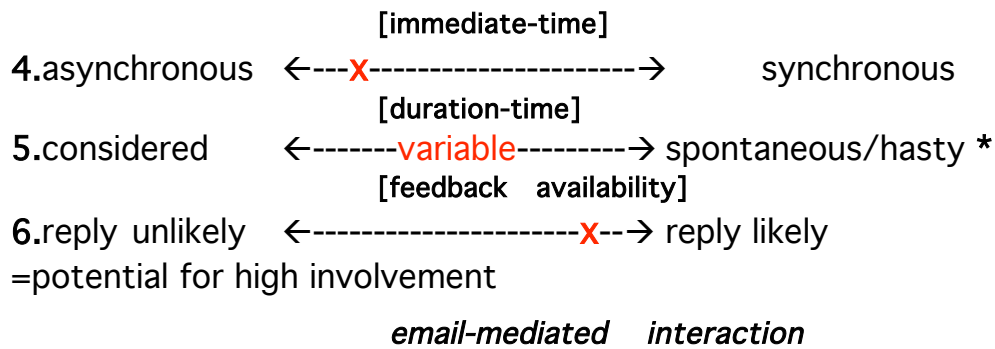 [immediate-time]
4.asynchronous ←---x----------------------→ synchronous
[duration-time]
5.considered ←-------variable---------→ spontaneous/hasty *
[feedback availability]
6.reply unlikely ←----------------------x--→ reply likely
=potential for high involvement
email-mediated interaction